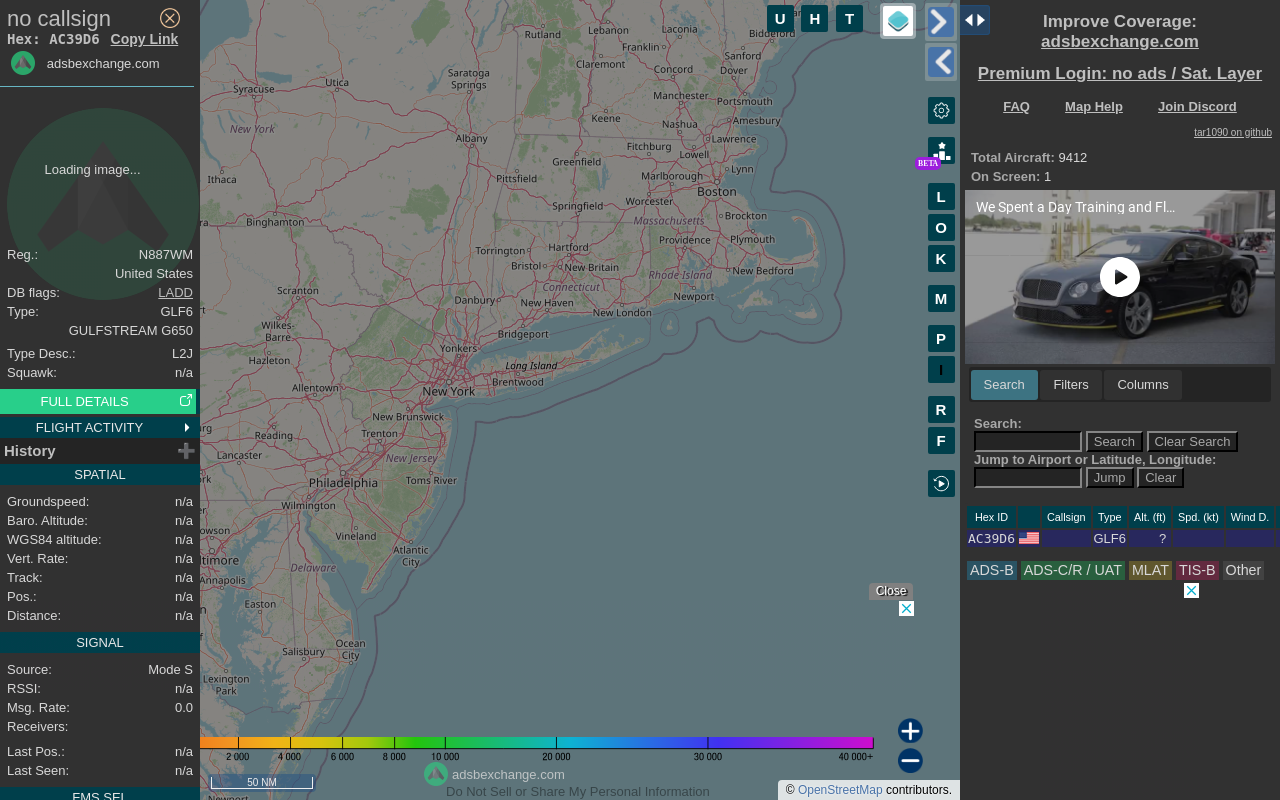 no callsign
Hex: AC39D6 Copy Link
adsbexchange.com
Loading image...
Reg.: N887WM
United States
DB flags: LADD
Type: GLF6
GULFSTREAM G650
Type Desc.: L2J
Squawk: n/a
FULL DETAILS
FLIGHT ACTIVITY
History
SPATIAL
Groundspeed: n/a
Baro. Altitude: n/a
WGS84 altitude: n/a
Vert. Rate: n/a
Track: n/a
Pos.: n/a
Distance: n/a
SIGNAL
Source: Mode S
RSSI: n/a
Msg. Rate: 0.0
Receivers:
Last Pos.: n/a
Last Seen: n/a
FMS SEL
U H T
Rutland
Lebanon
Laconia
Biddeford
Franklin
Sanford
Claremont
Concord
Dover
Saratoga
Springs
Utica
Syracuse
Manchester
Portsmouth
Keene
Nashua
Amesbury
New York
Albany
Fitchburg
Lawrence
Lowell
Greenfield
Lynn
Ithaca
Pittsfield
Marlborough
Boston
Worcester
Springfield
Binghamton
Massachusetts
Brockton
Torrington
Hartford
Providence
Plymouth
Bristol
New Britain
Rhode Island
New Bedford
Connecticut
Scranton
Danbury
New Haven
Newport
New London
Wilkes-
Barre
Bridgeport
Yonkers
Hazleton
Long Island
Allentown
New York
Brentwood
New Brunswick
Reading
Trenton
Lancaster
New Jersey
Philadelphia
Toms River
Wilmington
Vineland
Atlantic
City
Delaware
Annapolis
Easton
Ocean
City
Salisbury
Lexington
Park
L
O
K
M
P
I
R
F
BETA
Close
2 000 4 000 6 000 8 000 10 000 20 000 30 000 40 000+
50 NM
adsbexchange.com
Do Not Sell or Share My Personal Information
© OpenStreetMap contributors.
Improve Coverage:
adsbexchange.com
Premium Login: no ads / Sat. Layer
FAQ Map Help Join Discord
tar1090 on github
Total Aircraft: 9412
On Screen: 1
We Spent a Day Training and Fl...
Search Filters Columns
Search:
Search Clear Search
Jump to Airport or Latitude, Longitude:
Jump Clear
Hex ID Callsign Type Alt. (ft) Spd. (kt) Wind D.
AC39D6 GLF6 ?
ADS-B ADS-C/R / UAT MLAT TIS-B Other